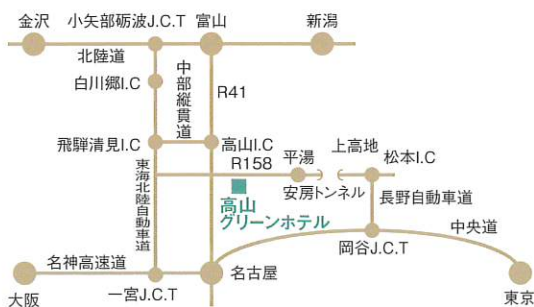 金沢
小矢部砺波J.C.T
富山
新潟
北陸道
白川郷I.C
中部縦貫道
R41
飛騨清見I.C
高山I.C
R158
平湯
上高地
松本I.C
安房トンネル
東海北陸自動車道
高山
グリーンホテル
長野自動車道
中央道
岡谷J.C.T
名神高速道
名古屋
大阪
一宮J.C.T
東京